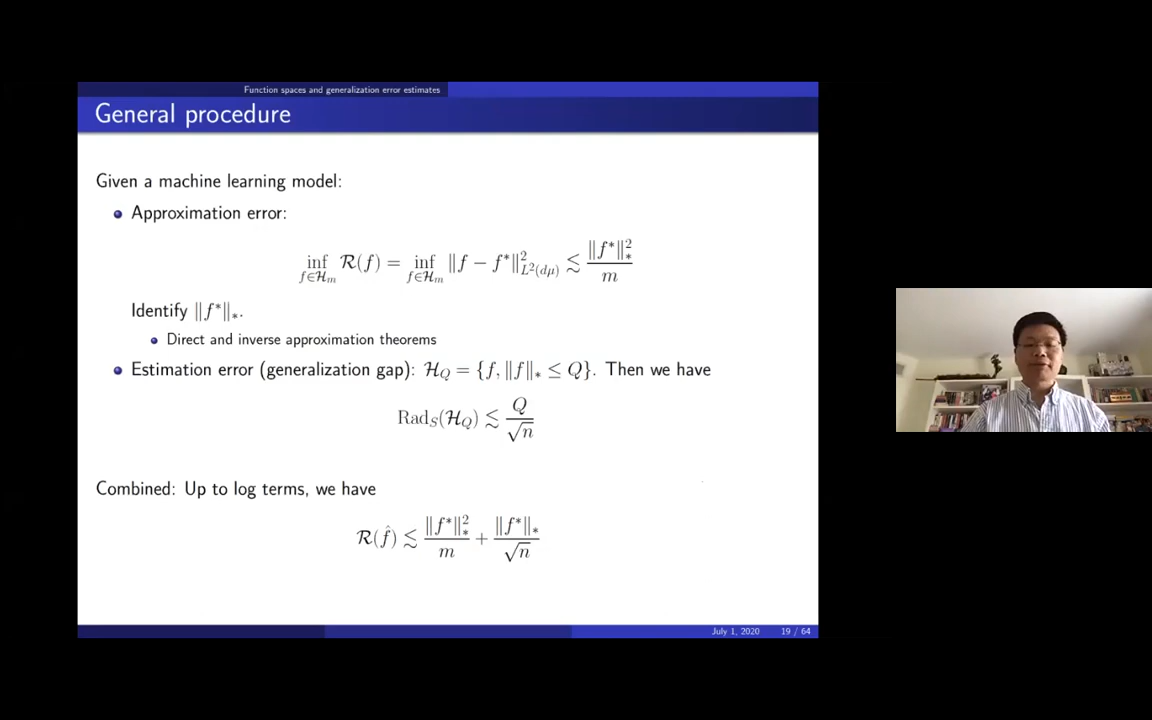 Function spaces and generalization error estimates
General procedure
Given a machine learning model:
Approximation error:
inf_{f∈ℋ_m} ℛ(f) = inf_{f∈ℋ_m} ‖f − f*‖²_{L²(dμ)} ≲ ‖f*‖²_* / m
Identify ‖f*‖_*.
Direct and inverse approximation theorems
Estimation error (generalization gap): ℋ_Q = {f, ‖f‖_* ≤ Q}. Then we have
Rad_S(ℋ_Q) ≲ Q / √n
Combined: Up to log terms, we have
ℛ(f̂) ≲ ‖f*‖²_* / m + ‖f*‖_* / √n
July 1, 2020 19 / 64